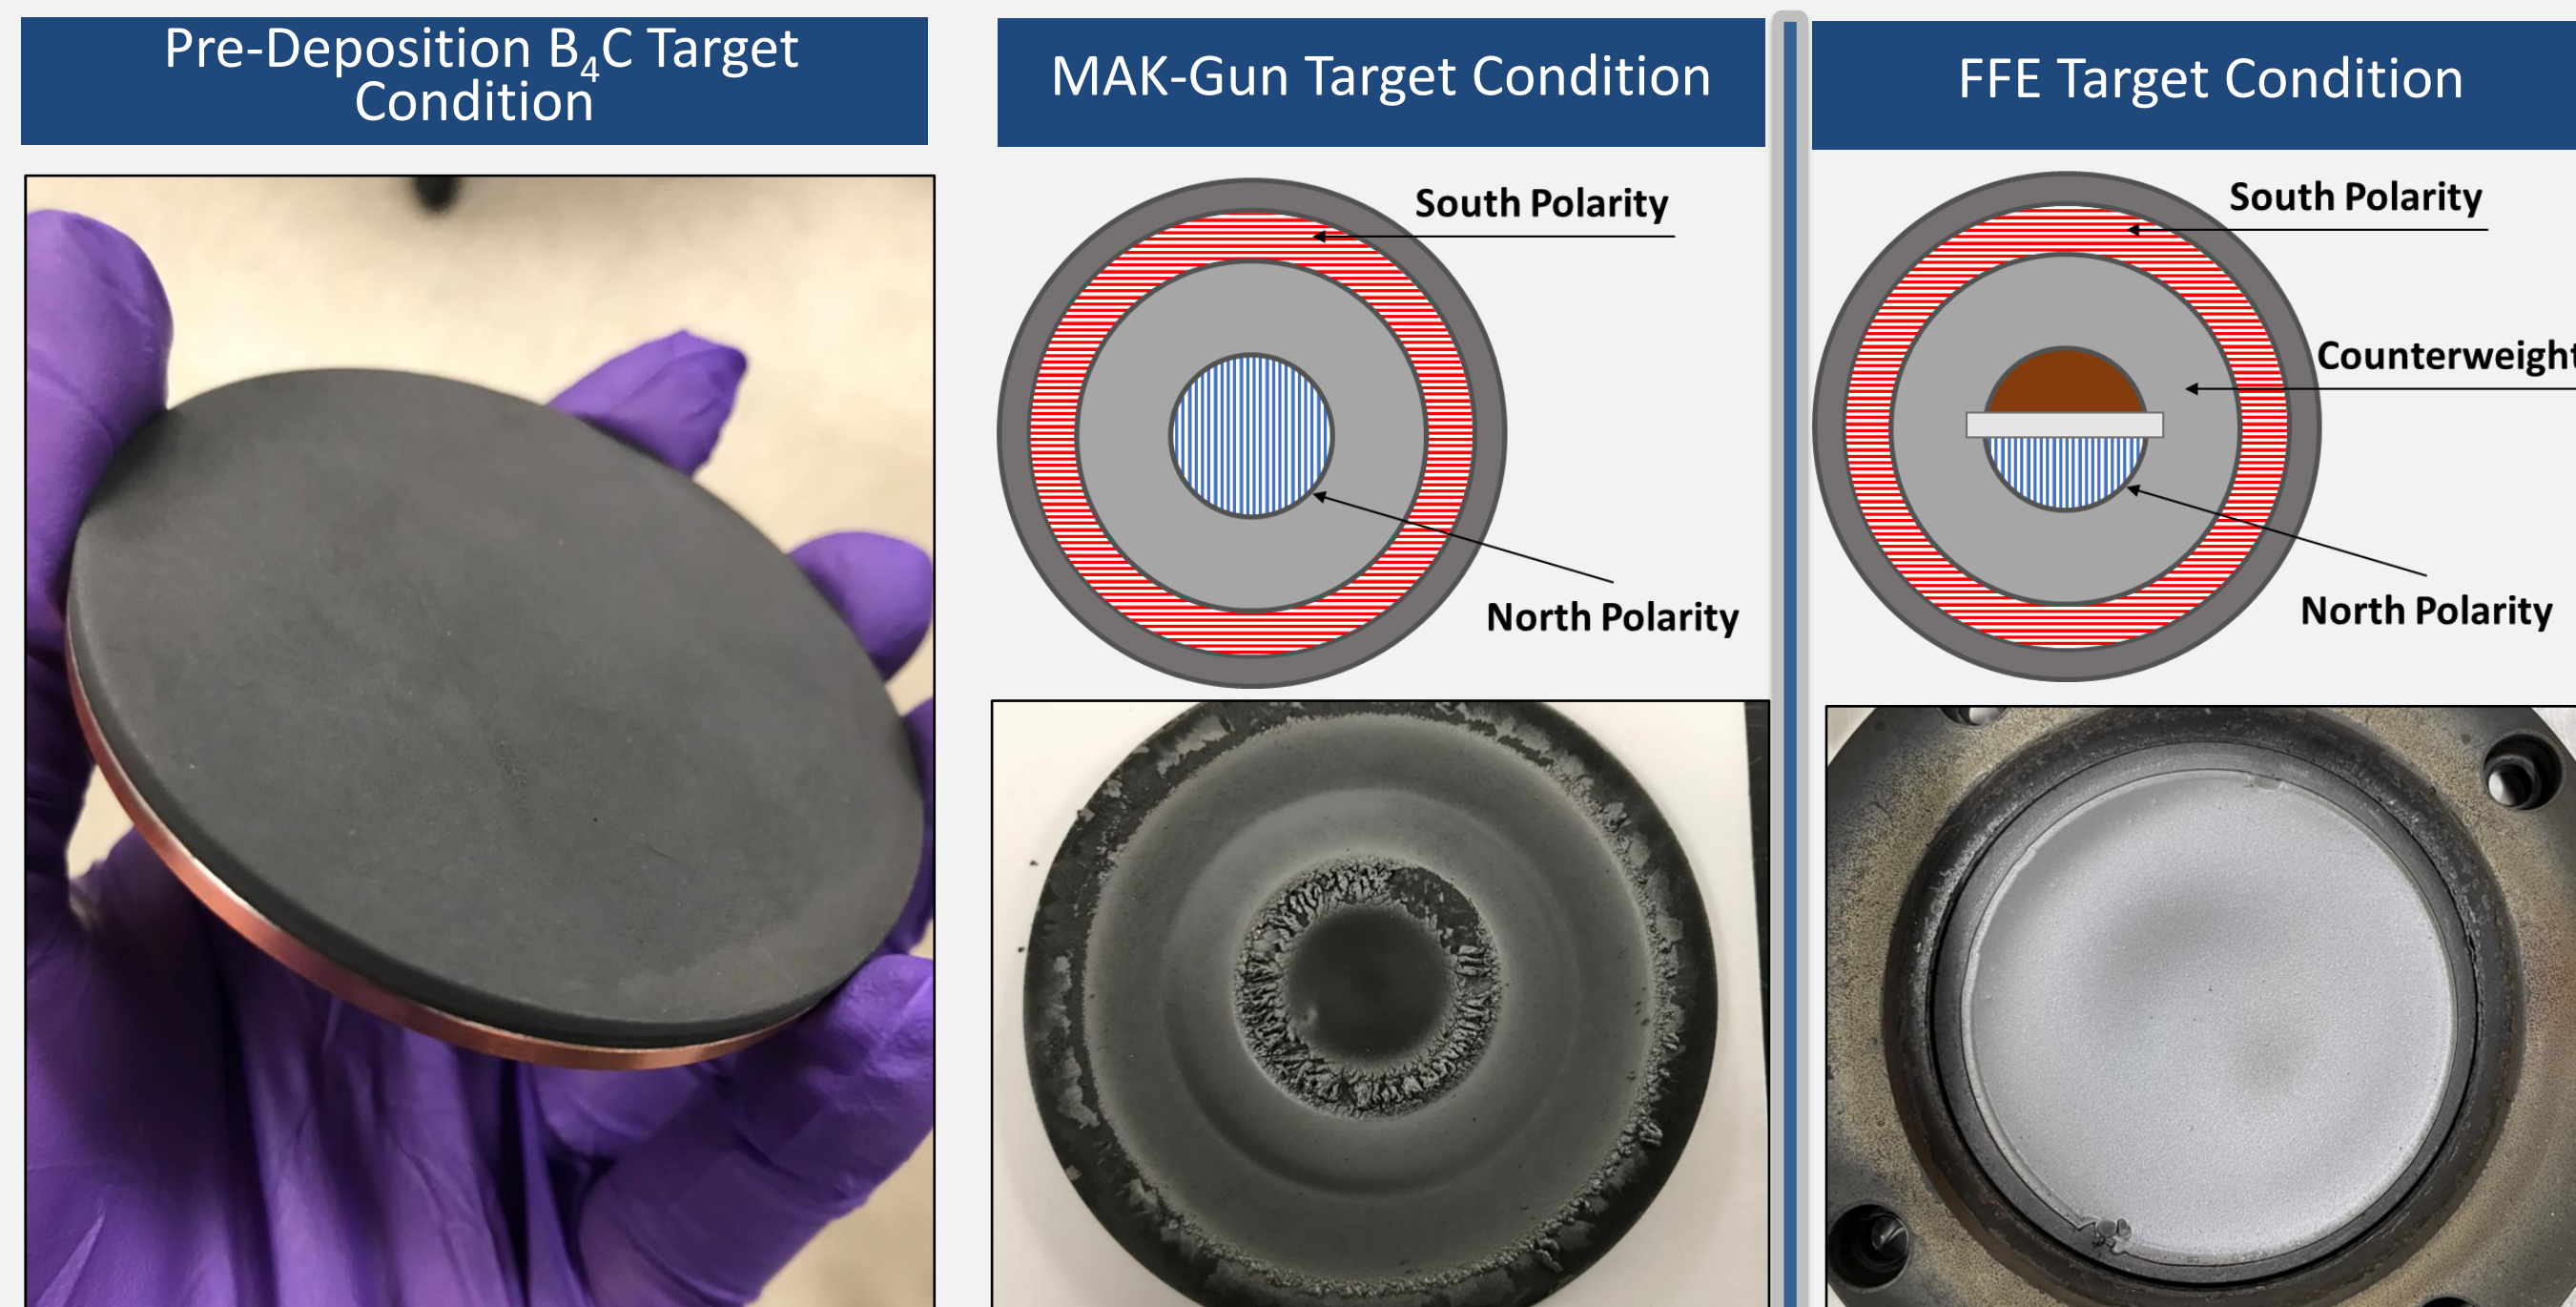 Pre-Deposition B₄C Target
Condition
MAK-Gun Target Condition
South Polarity
North Polarity
FFE Target Condition
South Polarity
Counterweight
North Polarity